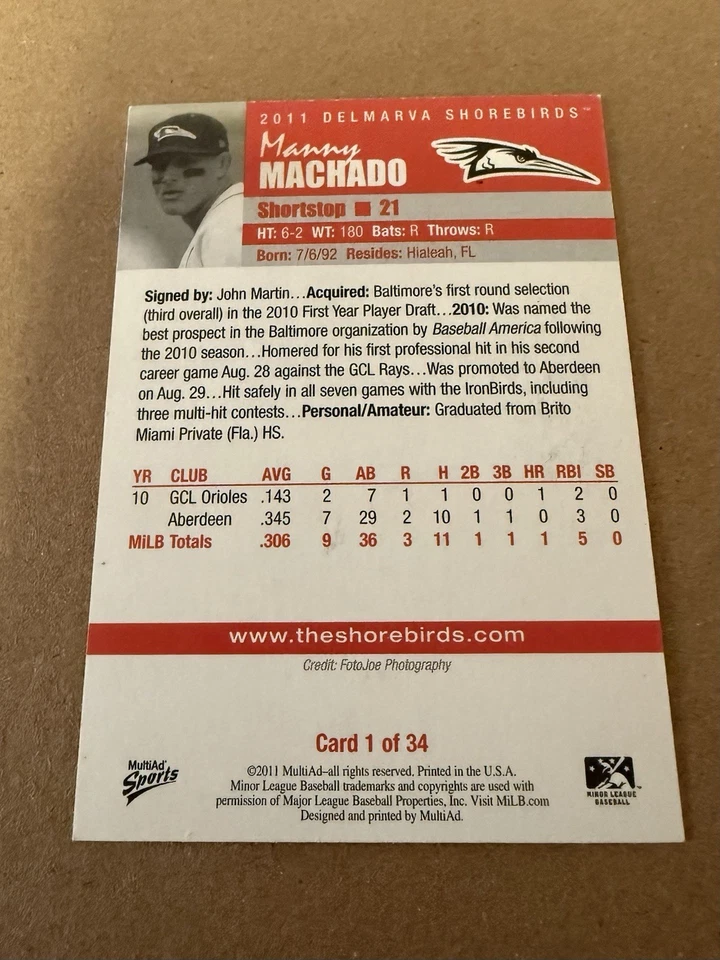 2011 DELMARVA SHOREBIRDS™
Manny
MACHADO
Shortstop ■ 21
HT: 6-2 WT: 180 Bats: R Throws: R
Born: 7/6/92 Resides: Hialeah, FL
Signed by: John Martin...Acquired: Baltimore's first round selection
(third overall) in the 2010 First Year Player Draft...2010: Was named the
best prospect in the Baltimore organization by Baseball America following
the 2010 season...Homered for his first professional hit in his second
career game Aug. 28 against the GCL Rays...Was promoted to Aberdeen
on Aug. 29...Hit safely in all seven games with the IronBirds, including
three multi-hit contests...Personal/Amateur: Graduated from Brito
Miami Private (Fla.) HS.
YR CLUB AVG G AB R H 2B 3B HR RBI SB
10 GCL Orioles .143 2 7 1 1 0 0 1 2 0
Aberdeen .345 7 29 2 10 1 1 0 3 0
MiLB Totals .306 9 36 3 11 1 1 1 5 0
www.theshorebirds.com
Credit: FotoJoe Photography
Card 1 of 34
MultiAd
Sports
©2011 MultiAd–all rights reserved. Printed in the U.S.A.
Minor League Baseball trademarks and copyrights are used with
permission of Major League Baseball Properties, Inc. Visit MiLB.com
Designed and printed by MultiAd.
MINOR LEAGUE
BASEBALL™